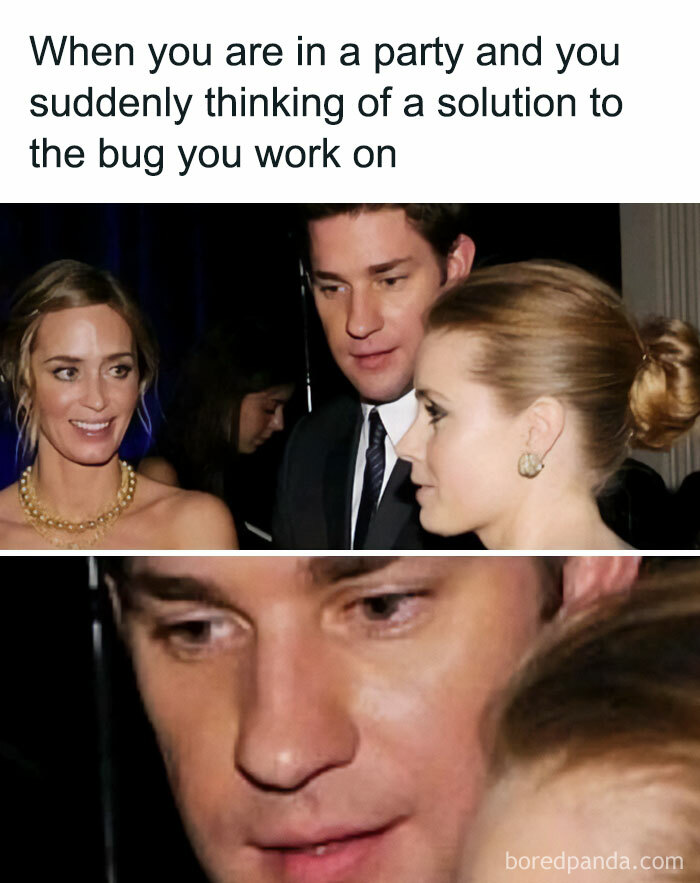 When you are in a party and you
suddenly thinking of a solution to
the bug you work on
boredpanda.com